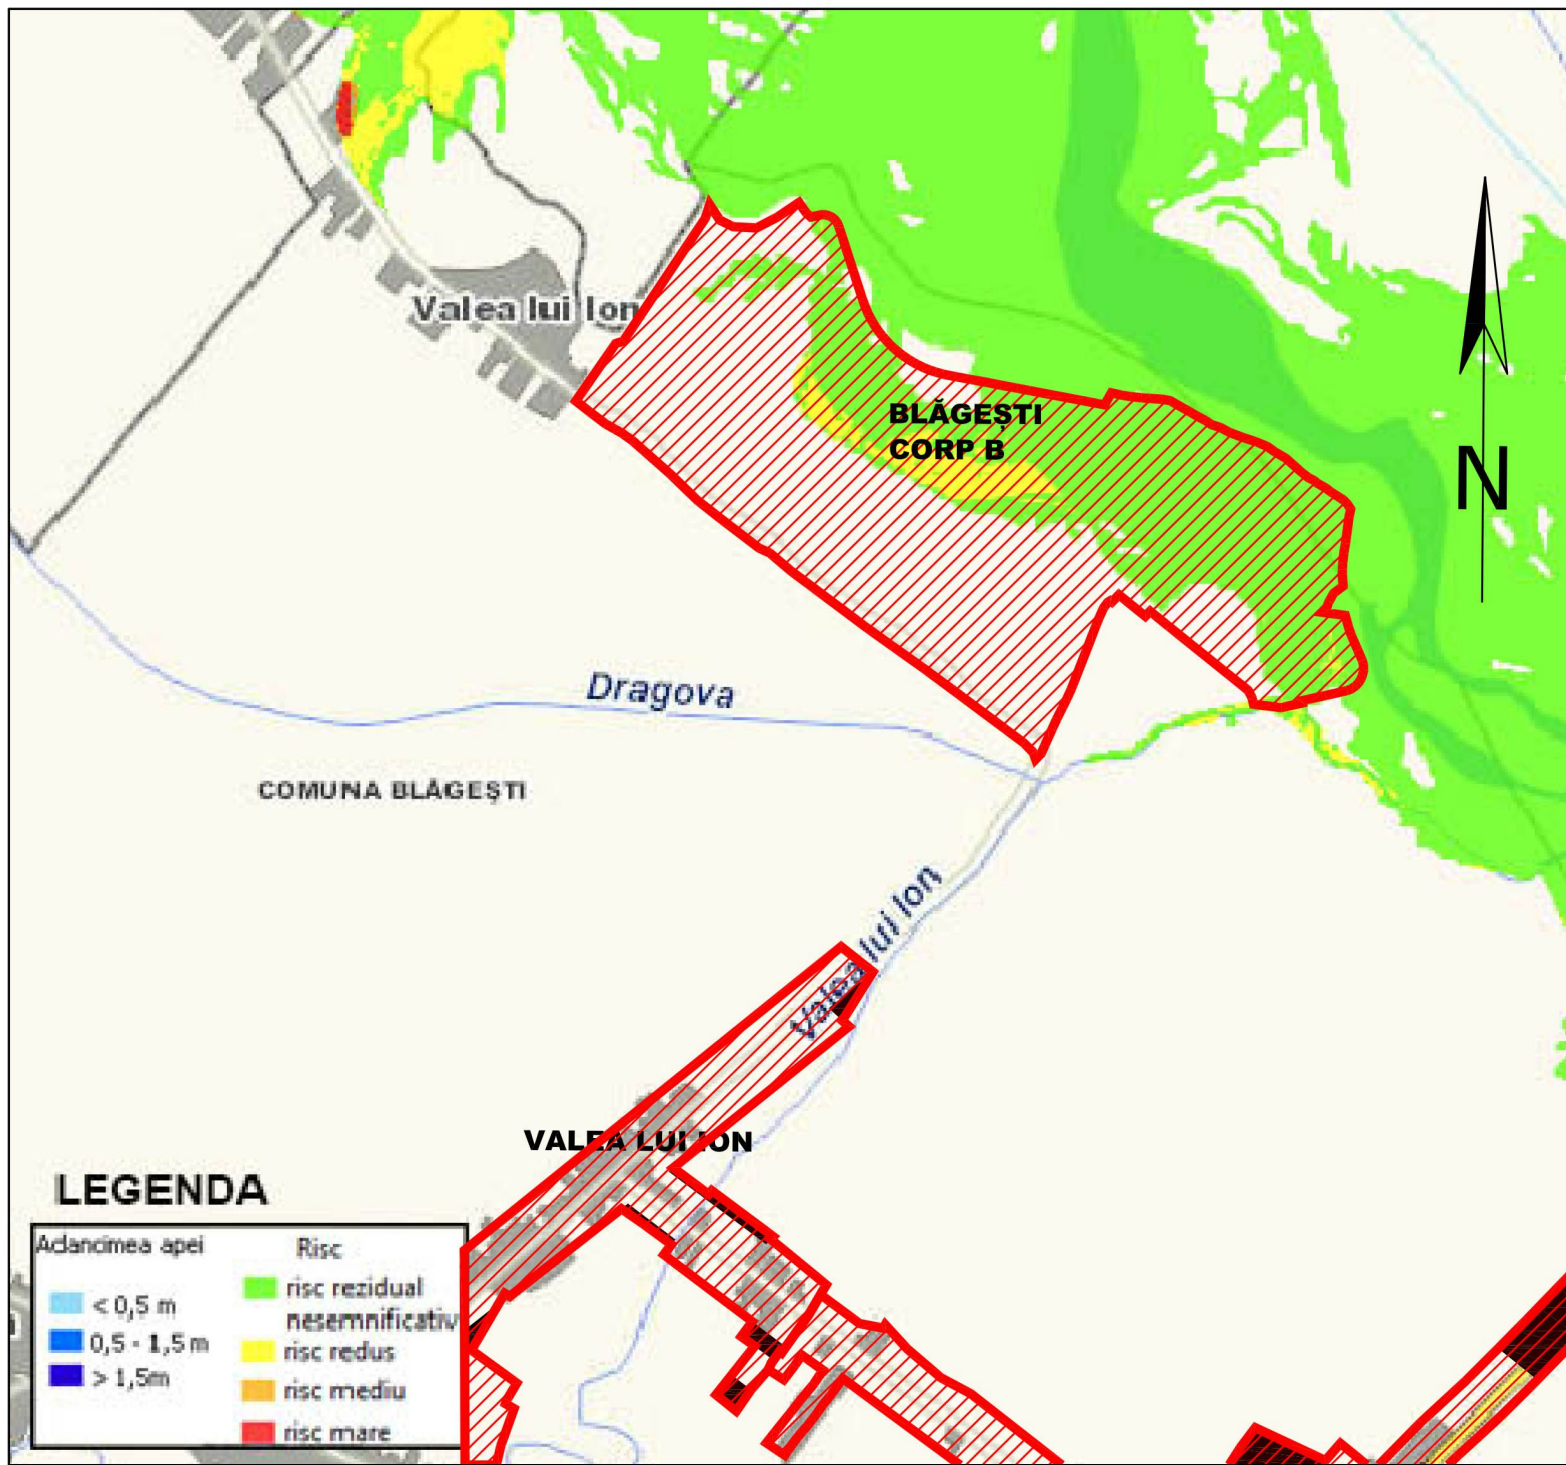 Valea lui Ion
BLĂGEȘTI
CORP B
N
Dragova
COMUNA BLĂGEȘTI
Valea lui Ion
VALEA LUI ION
LEGENDA
Adancimea apei
< 0,5 m
0,5 - 1,5 m
> 1,5m
Risc
risc rezidual
nesemnificativ
risc redus
risc mediu
risc mare